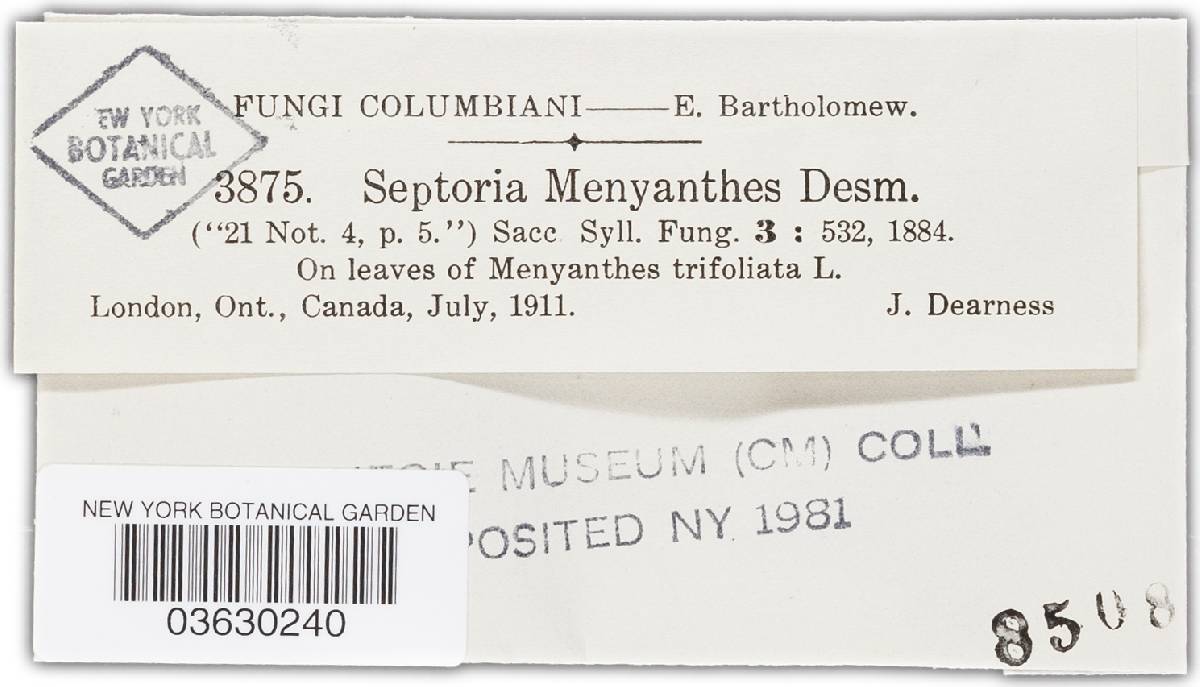 EW YORK
BOTANICAL
GARDEN
FUNGI COLUMBIANI——E. Bartholomew.
3875. Septoria Menyanthes Desm.
("21 Not. 4, p. 5.") Sacc Syll. Fung. 3 : 532, 1884.
On leaves of Menyanthes trifoliata L.
London, Ont., Canada, July, 1911. J. Dearness
MUSEUM (CM) COLL
POSITED NY. 1981
NEW YORK BOTANICAL GARDEN
03630240
8508